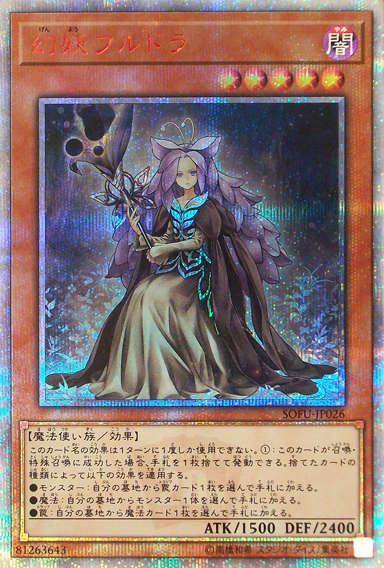 幻妖フルドラ
闇
SOFU-JP026
【魔法使い族/効果】
このカード名の効果は1ターンに1度しか使用できない。①:このカードが召喚・
特殊召喚に成功した場合、手札を1枚捨てて発動できる。捨てたカードの
種類によって以下の効果を適用する。
●モンスター:自分の墓地から罠カード1枚を選んで手札に加える。
●魔法:自分の墓地からモンスター1体を選んで手札に加える。
●罠:自分の墓地から魔法カード1枚を選んで手札に加える。
ATK/1500 DEF/2400
81263643 ©高橋和希 スタジオ・ダイス/集英社